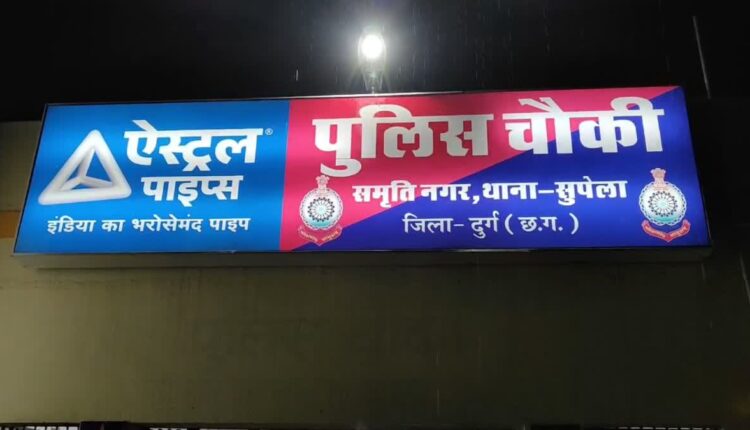 ऐस्ट्रल®
पाइप्स
इंडिया का भरोसेमंद पाइप
पुलिस चौकी
समृति नगर, थाना-सुपेला
जिला- दुर्ग ( छ.ग. )